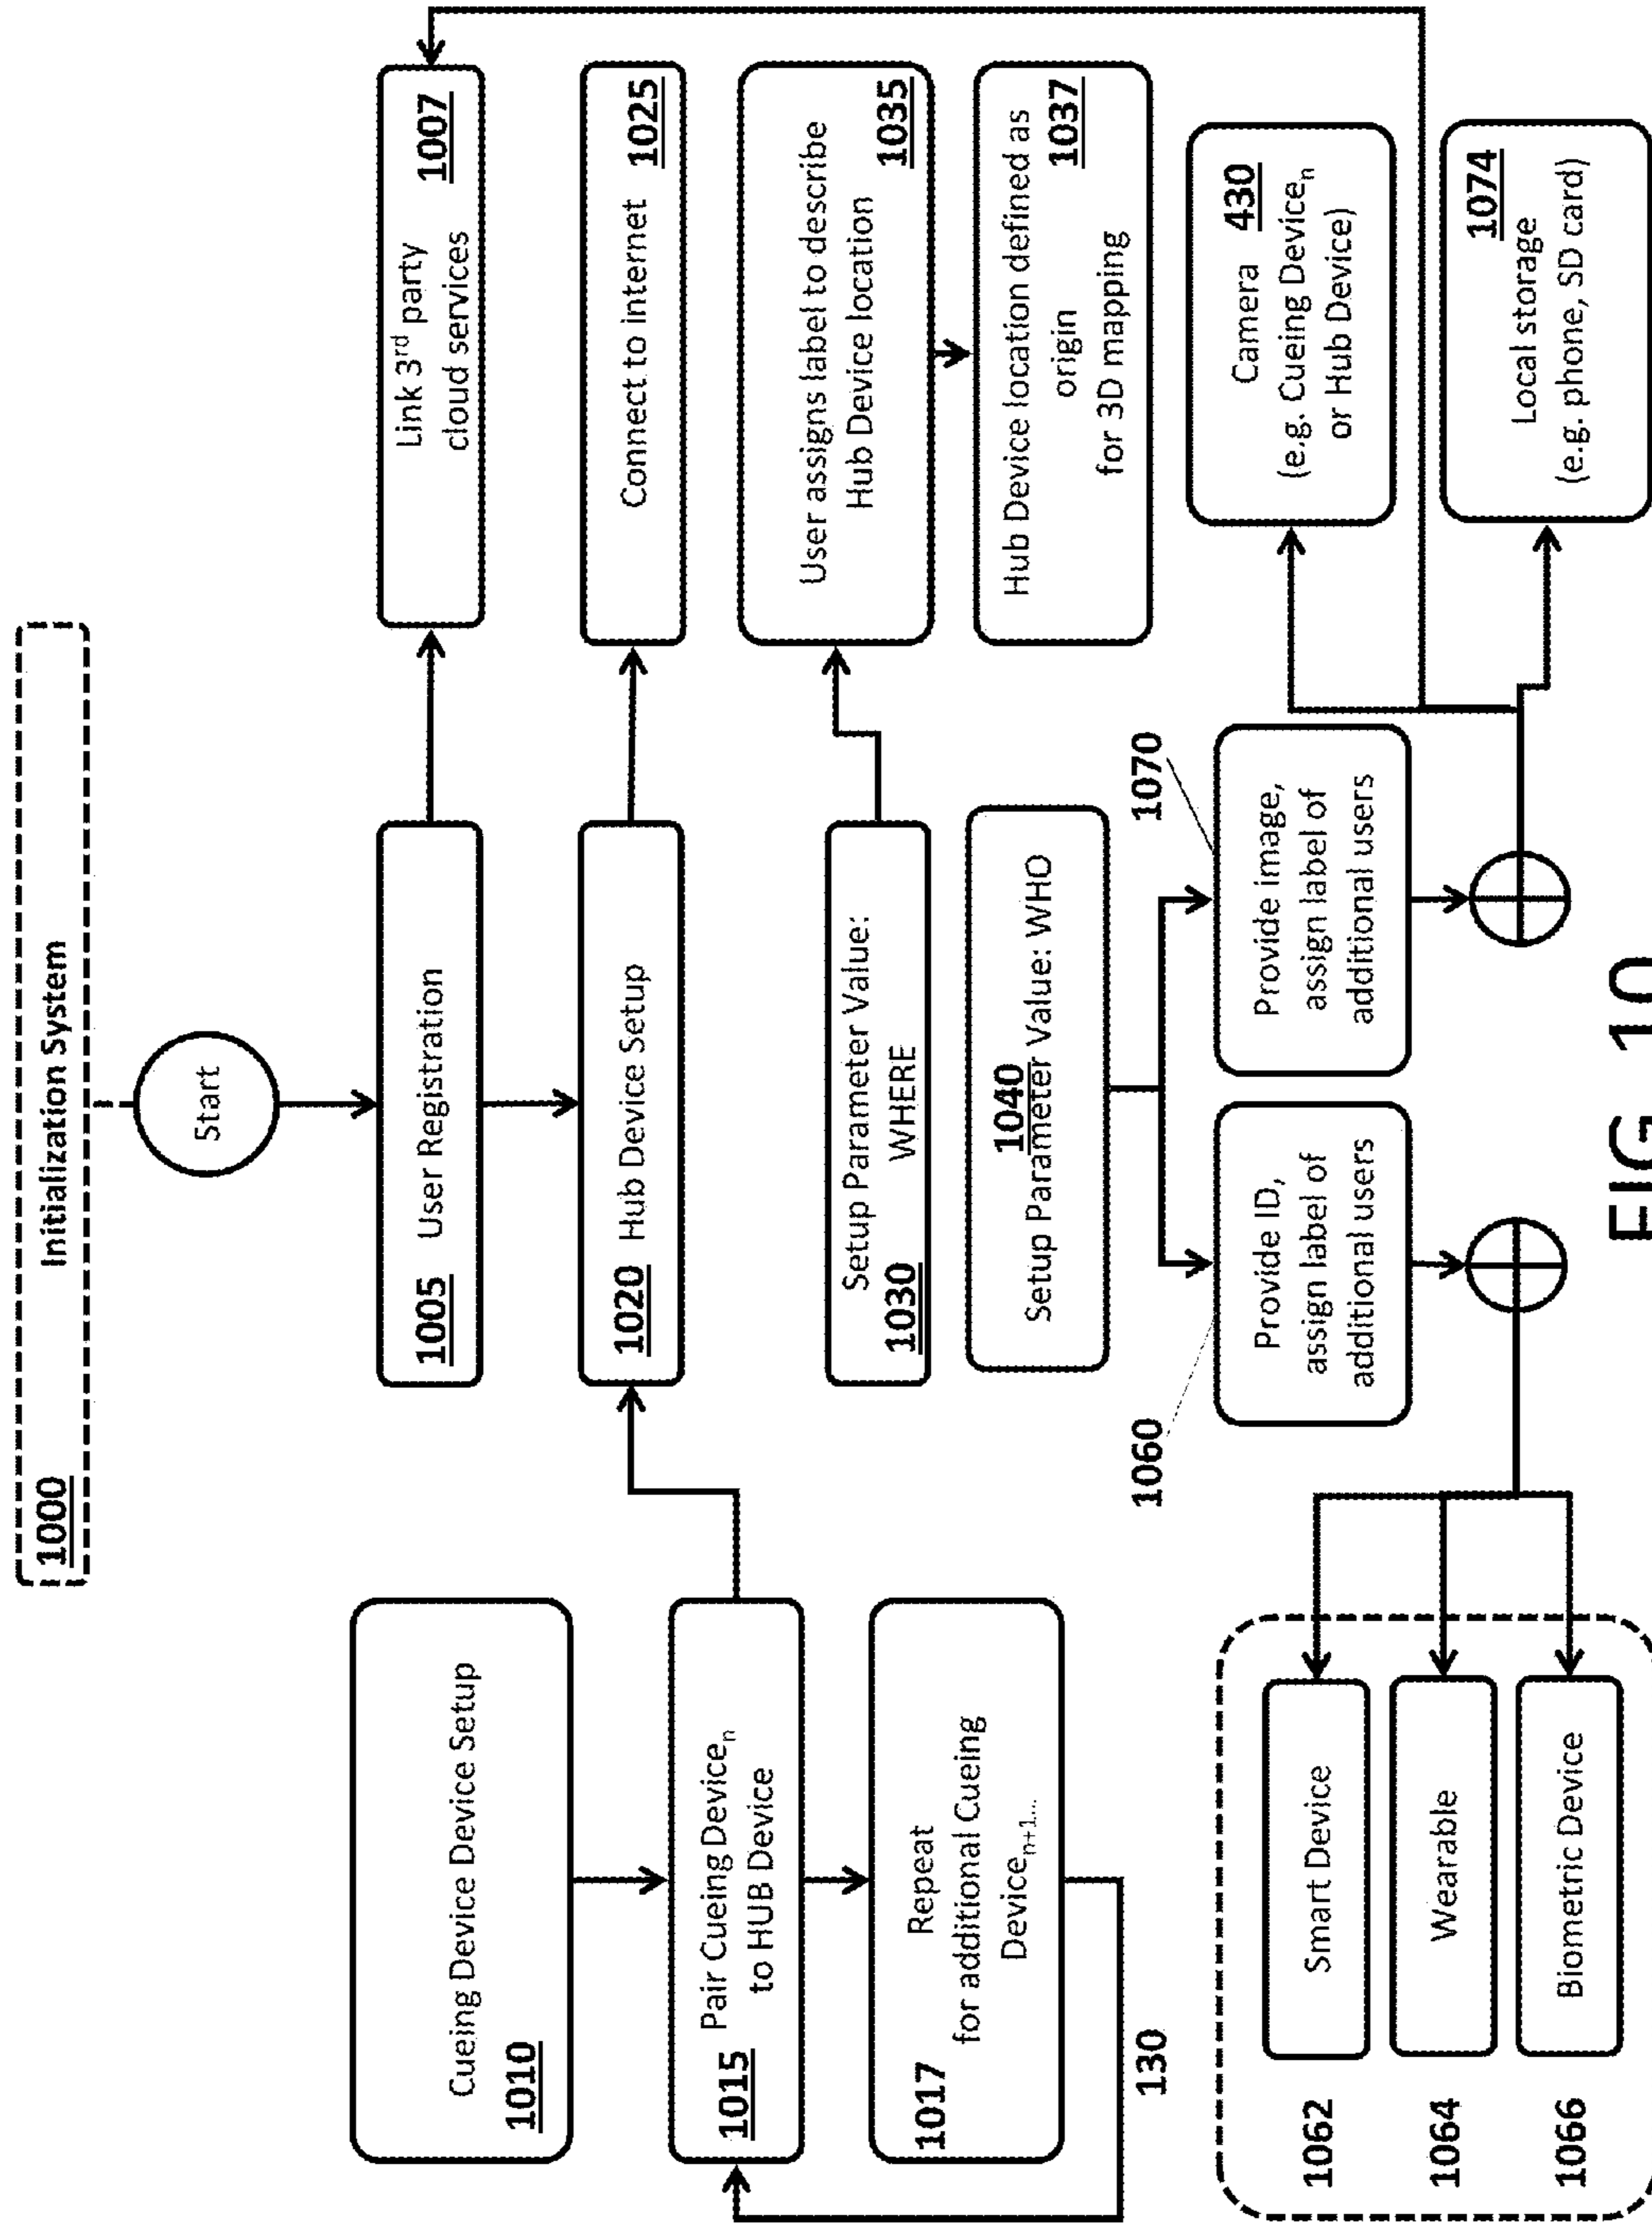 1000
Initialization System
Start
1005 User Registration
Link 3rd party 1007
cloud services
1020 Hub Device Setup
Connect to internet 1025
Cueing Device Device Setup
1010
Pair Cueing Deviceₙ
1015 to HUB Device
Repeat
1017 for additional Cueing
Deviceₙ₊₁...
130
Setup Parameter Value:
1030 WHERE
User assigns label to describe
Hub Device location 1035
Hub Device location defined as
origin 1037
for 3D mapping
1040
Setup Parameter Value: WHO
1060
Provide ID,
assign label of
additional users
1070
Provide image,
assign label of
additional users
1062 Smart Device
1064 Wearable
1066 Biometric Device
Camera 430
(e.g. Cueing Deviceₙ
or Hub Device)
1074
Local storage
(e.g. phone, SD card)
FIG 10